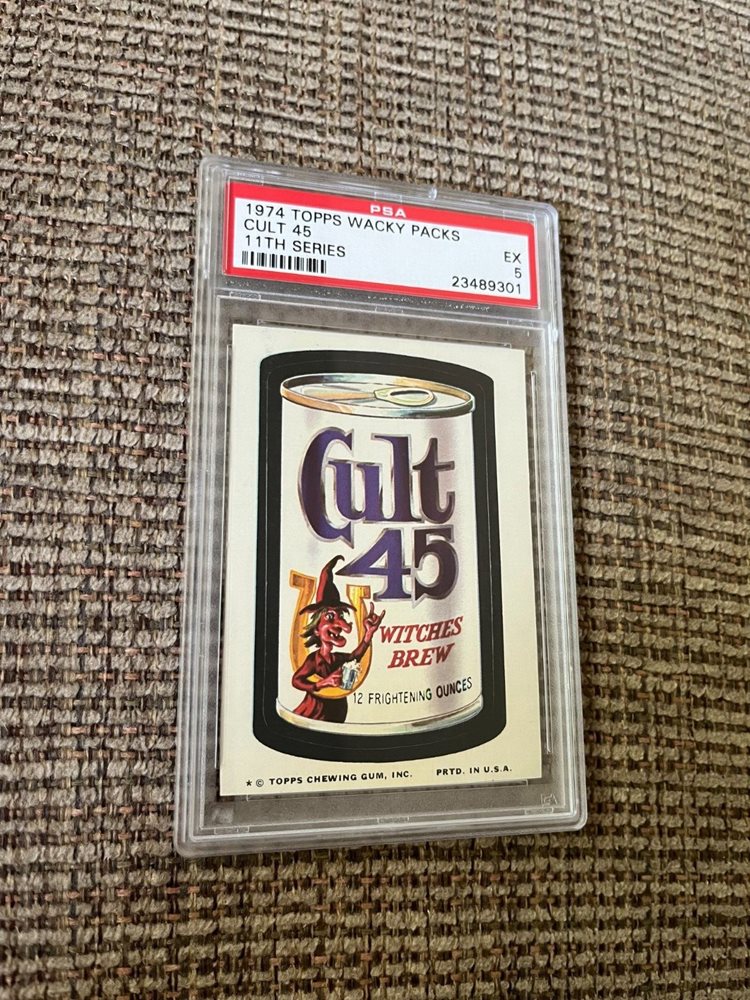 PSA
1974 TOPPS WACKY PACKS
CULT 45
EX
11TH SERIES
5
23489301
Cult
45
WITCHES
BREW
12 FRIGHTENING OUNCES
* © TOPPS CHEWING GUM, INC. PRTD. IN U.S.A.